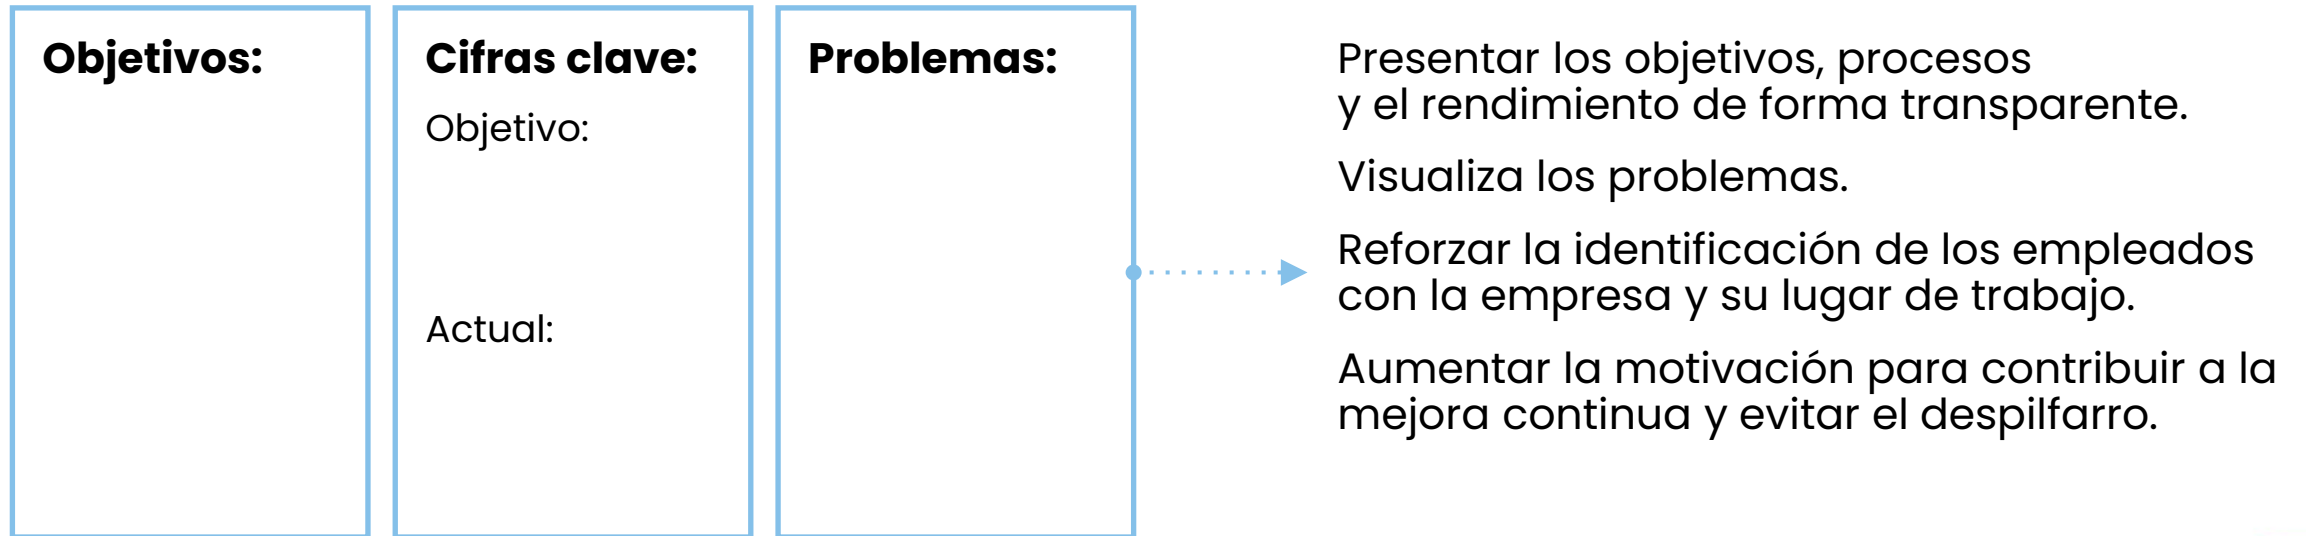 Objetivos:
Cifras clave:
Objetivo:
Actual:
Problemas:
Presentar los objetivos, procesos
y el rendimiento de forma transparente.
Visualiza los problemas.
Reforzar la identificación de los empleados
con la empresa y su lugar de trabajo.
Aumentar la motivación para contribuir a la
mejora continua y evitar el despilfarro.